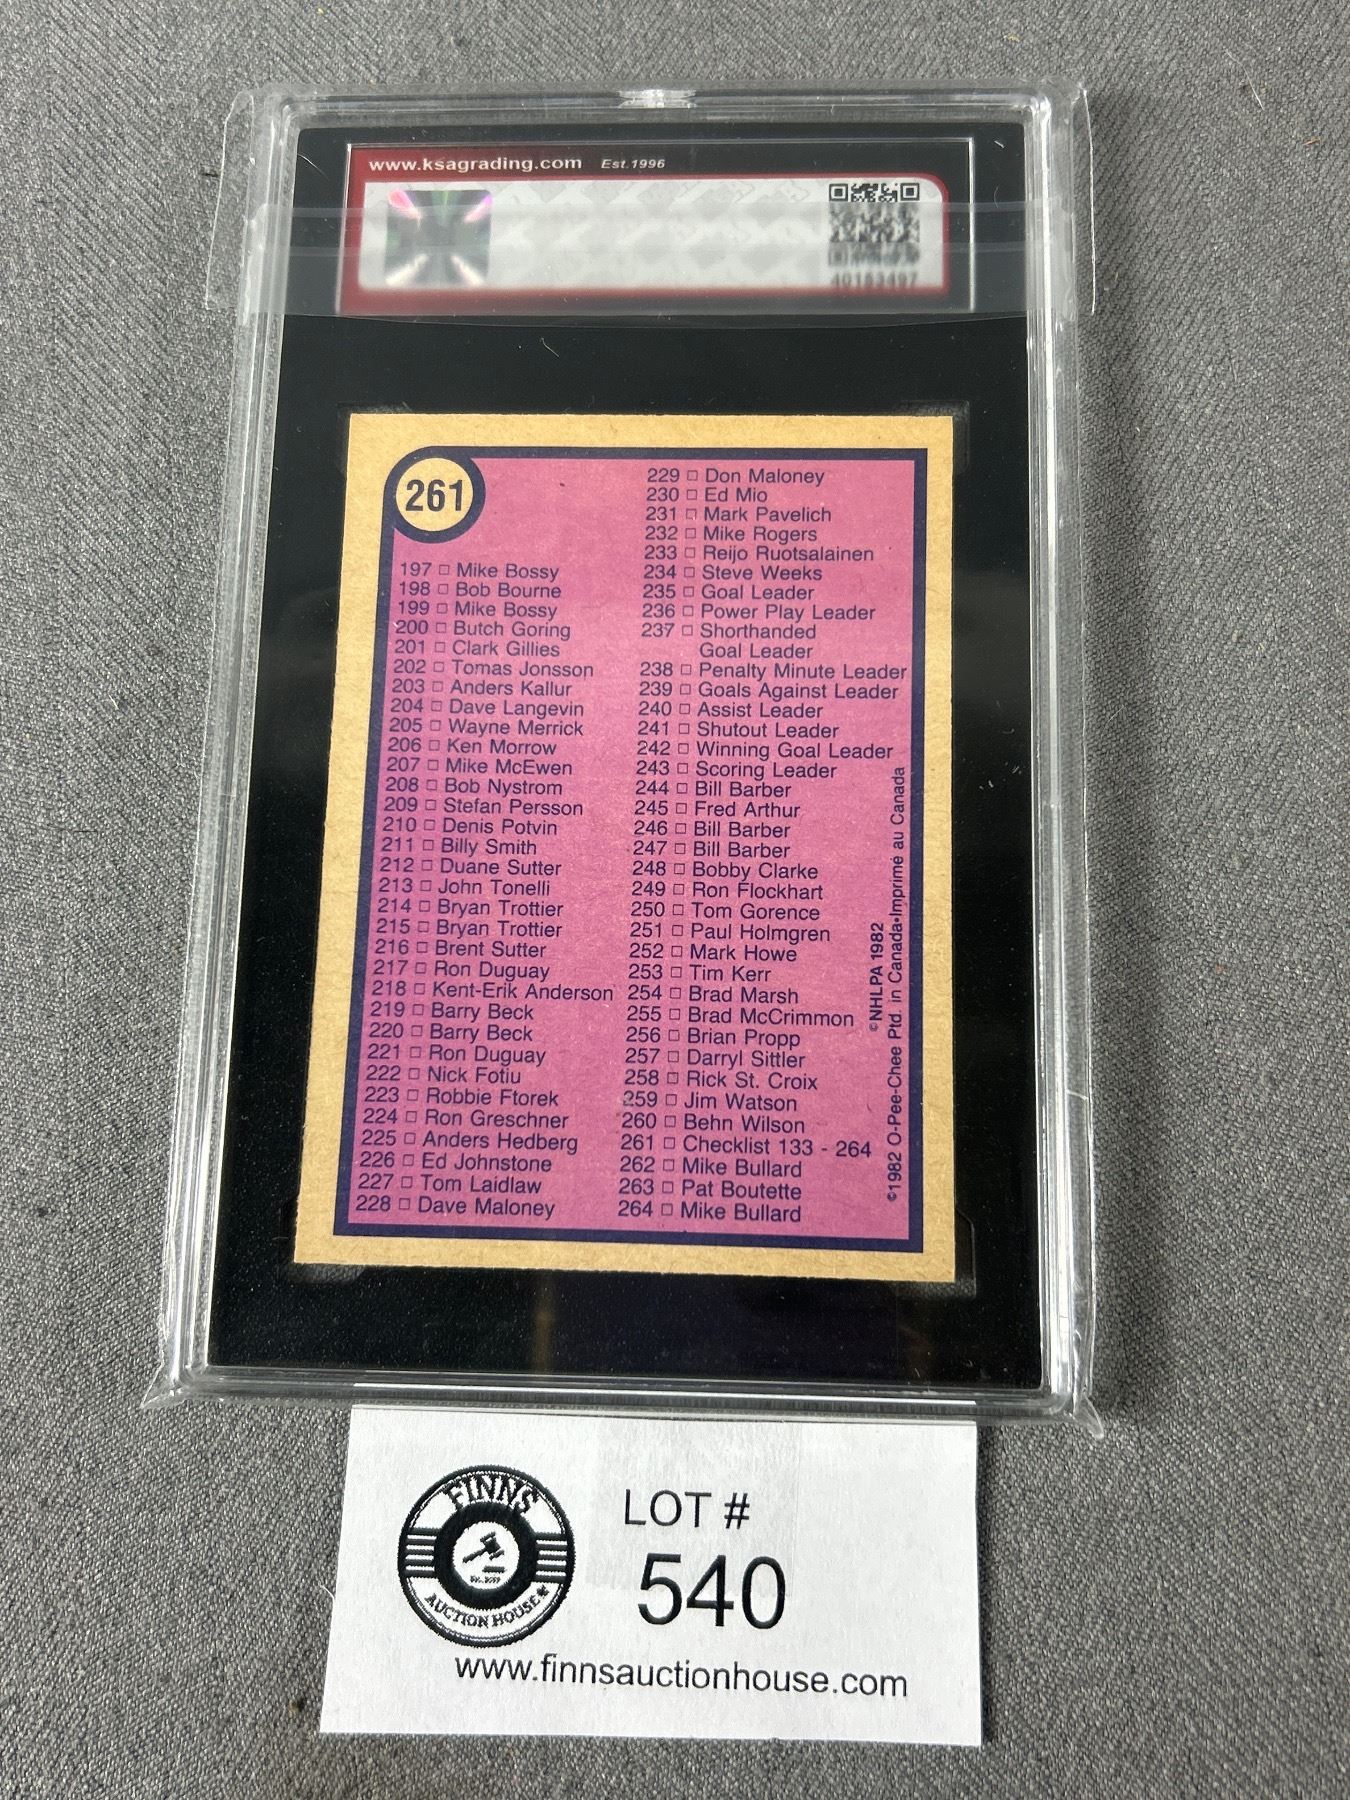 www.ksagrading.com Est.1996
40183497
261
197 □ Mike Bossy
198 □ Bob Bourne
199 □ Mike Bossy
200 □ Butch Goring
201 □ Clark Gillies
202 □ Tomas Jonsson
203 □ Anders Kallur
204 □ Dave Langevin
205 □ Wayne Merrick
206 □ Ken Morrow
207 □ Mike McEwen
208 □ Bob Nystrom
209 □ Stefan Persson
210 □ Denis Potvin
211 □ Billy Smith
212 □ Duane Sutter
213 □ John Tonelli
214 □ Bryan Trottier
215 □ Bryan Trottier
216 □ Brent Sutter
217 □ Ron Duguay
218 □ Kent-Erik Anderson
219 □ Barry Beck
220 □ Barry Beck
221 □ Ron Duguay
222 □ Nick Fotiu
223 □ Robbie Ftorek
224 □ Ron Greschner
225 □ Anders Hedberg
226 □ Ed Johnstone
227 □ Tom Laidlaw
228 □ Dave Maloney
229 □ Don Maloney
230 □ Ed Mio
231 □ Mark Pavelich
232 □ Mike Rogers
233 □ Reijo Ruotsalainen
234 □ Steve Weeks
235 □ Goal Leader
236 □ Power Play Leader
237 □ Shorthanded
Goal Leader
238 □ Penalty Minute Leader
239 □ Goals Against Leader
240 □ Assist Leader
241 □ Shutout Leader
242 □ Winning Goal Leader
243 □ Scoring Leader
244 □ Bill Barber
245 □ Fred Arthur
246 □ Bill Barber
247 □ Bill Barber
248 □ Bobby Clarke
249 □ Ron Flockhart
250 □ Tom Gorence
251 □ Paul Holmgren
252 □ Mark Howe
253 □ Tim Kerr
254 □ Brad Marsh
255 □ Brad McCrimmon
256 □ Brian Propp
257 □ Darryl Sittler
258 □ Rick St. Croix
259 □ Jim Watson
260 □ Behn Wilson
261 □ Checklist 133 - 264
262 □ Mike Bullard
263 □ Pat Boutette
264 □ Mike Bullard
©NHLPA 1982
©1982 O-Pee-Chee Ptd. in Canada•Imprimé au Canada
FINNS
AUCTION HOUSE
LOT #
540
www.finnsauctionhouse.com